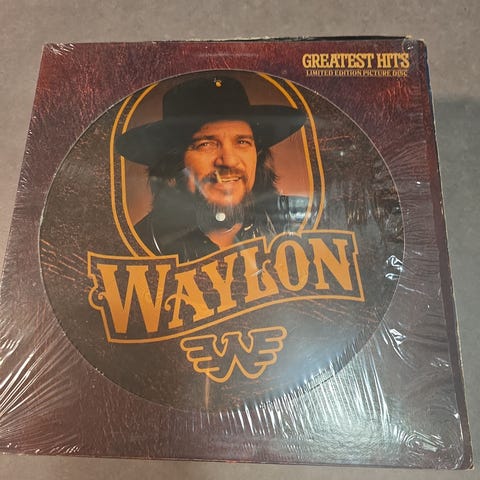 GREATEST HITS
LIMITED EDITION PICTURE DISC
WAYLON
W